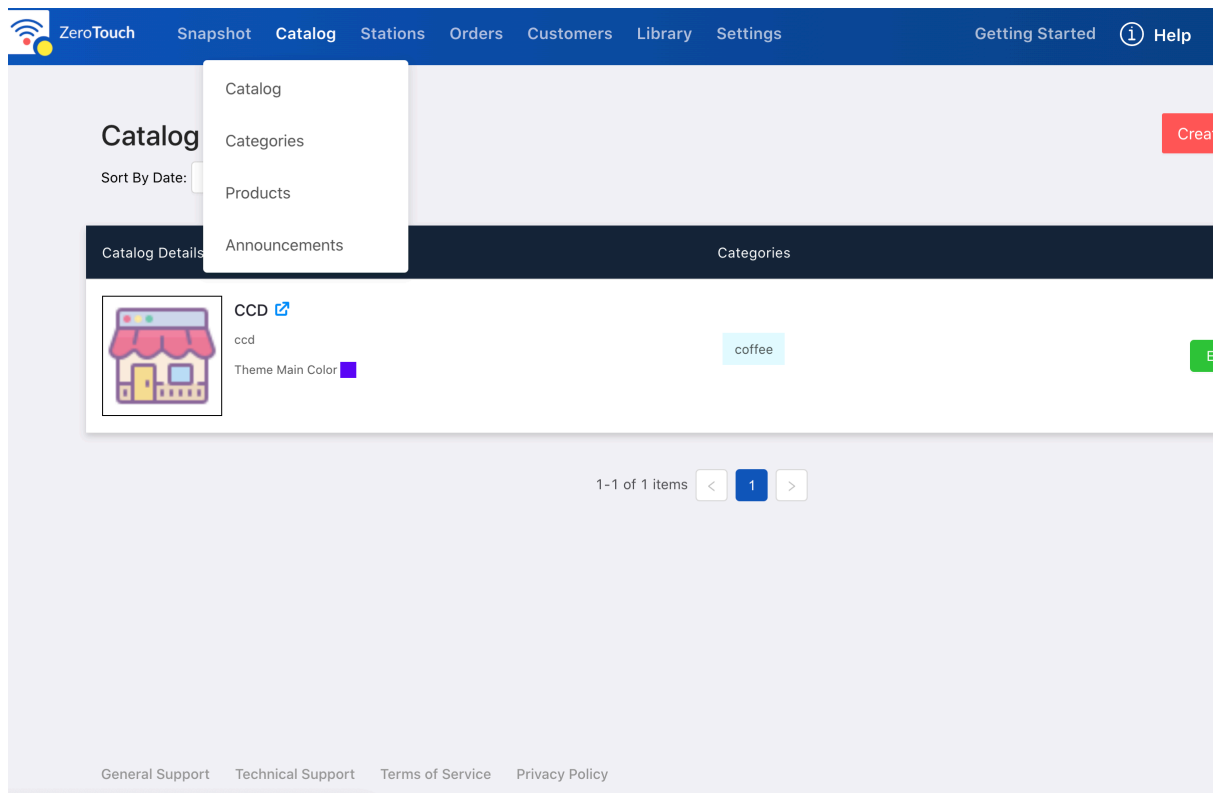 ZeroTouch Snapshot Catalog Stations Orders Customers Library Settings Getting Started Help
Catalog
Categories
Products
Announcements
Catalog
Sort By Date:
Catalog Details Categories
CCD
ccd
Theme Main Color
coffee
1-1 of 1 items < 1 >
General Support Technical Support Terms of Service Privacy Policy